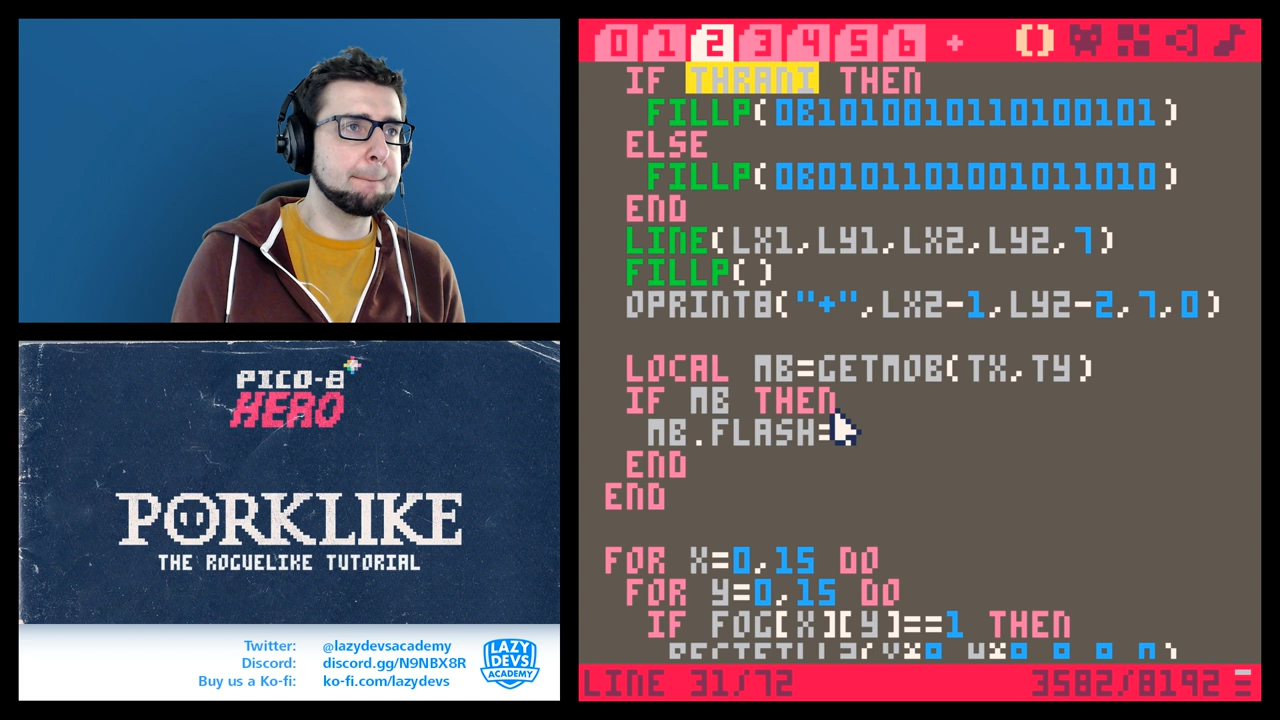 0 1 2 3 4 5 6 +
IF THRANI THEN
FILLP(0B1010010110100101)
ELSE
FILLP(0B0101101001011010)
END
LINE(LX1,LY1,LX2,LY2,7)
FILLP()
OPRINT8("+",LX2-1,LY2-2,7,0)
LOCAL MB=GETMOB(TX,TY)
IF MB THEN
MB.FLASH=
END
END
FOR X=0,15 DO
FOR Y=0,15 DO
IF FOG[X][Y]==1 THEN
LINE 31/72
3582/8192
PICO-8
HERO
PORKLIKE
THE ROGUELIKE TUTORIAL
Twitter: @lazydevsacademy
Discord: discord.gg/N9NBX8R
Buy us a Ko-fi: ko-fi.com/lazydevs
LAZY
DEVS
ACADEMY